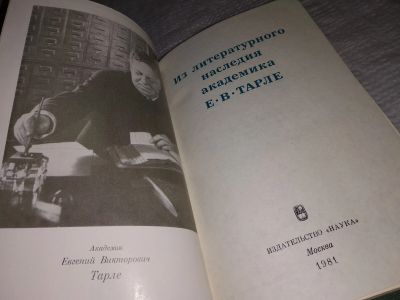 Академик
Евгений Викторович
Тарле
Из литературного
наследия
академика
Е·В·ТАРЛЕ
ИЗДАТЕЛЬСТВО «НАУКА»
Москва
1981